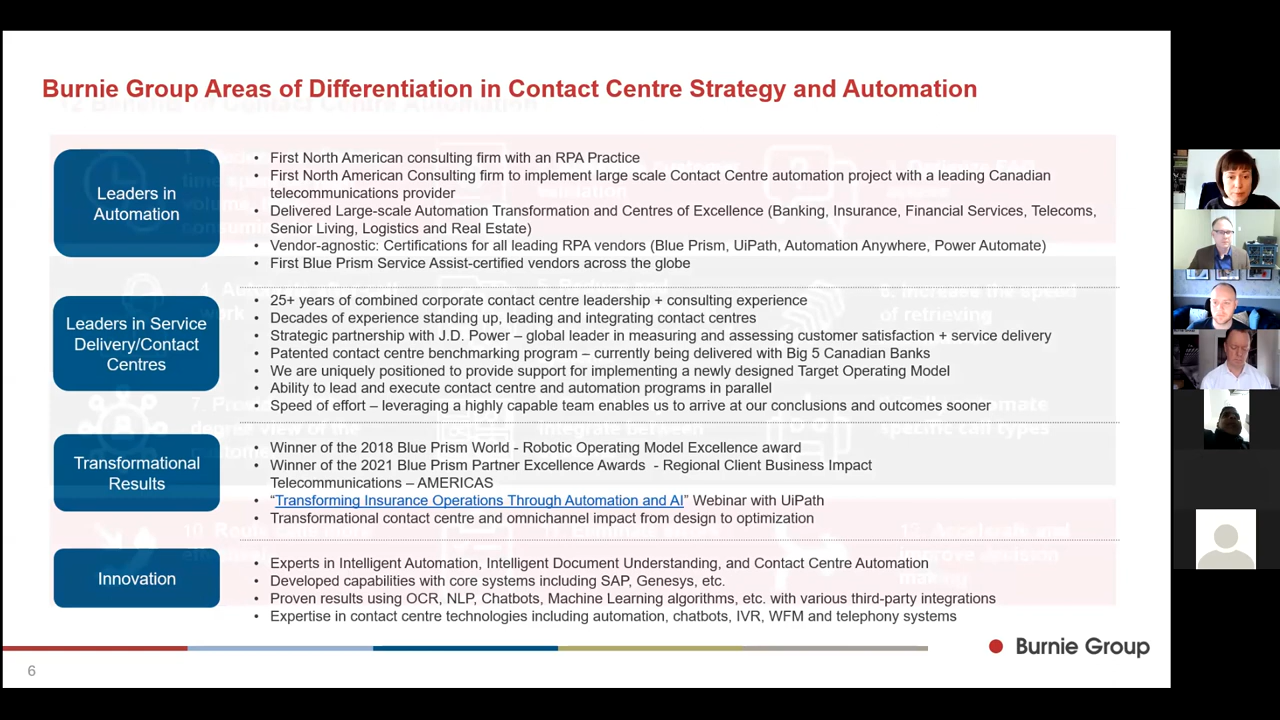 Burnie Group Areas of Differentiation in Contact Centre Strategy and Automation
Leaders in
Automation
• First North American consulting firm with an RPA Practice
• First North American Consulting firm to implement large scale Contact Centre automation project with a leading Canadian
telecommunications provider
• Delivered Large-scale Automation Transformation and Centres of Excellence (Banking, Insurance, Financial Services, Telecoms,
Senior Living, Logistics and Real Estate)
• Vendor-agnostic: Certifications for all leading RPA vendors (Blue Prism, UiPath, Automation Anywhere, Power Automate)
• First Blue Prism Service Assist-certified vendors across the globe
Leaders in Service
Delivery/Contact
Centres
• 25+ years of combined corporate contact centre leadership + consulting experience
• Decades of experience standing up, leading and integrating contact centres
• Strategic partnership with J.D. Power – global leader in measuring and assessing customer satisfaction + service delivery
• Patented contact centre benchmarking program – currently being delivered with Big 5 Canadian Banks
• We are uniquely positioned to provide support for implementing a newly designed Target Operating Model
• Ability to lead and execute contact centre and automation programs in parallel
• Speed of effort – leveraging a highly capable team enables us to arrive at our conclusions and outcomes sooner
Transformational
Results
• Winner of the 2018 Blue Prism World - Robotic Operating Model Excellence award
• Winner of the 2021 Blue Prism Partner Excellence Awards - Regional Client Business Impact
Telecommunications – AMERICAS
• “Transforming Insurance Operations Through Automation and AI” Webinar with UiPath
• Transformational contact centre and omnichannel impact from design to optimization
Innovation
• Experts in Intelligent Automation, Intelligent Document Understanding, and Contact Centre Automation
• Developed capabilities with core systems including SAP, Genesys, etc.
• Proven results using OCR, NLP, Chatbots, Machine Learning algorithms, etc. with various third-party integrations
• Expertise in contact centre technologies including automation, chatbots, IVR, WFM and telephony systems
Burnie Group
6